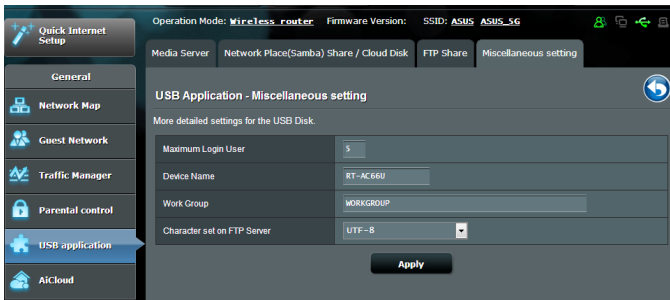 Quick Internet
Setup
Operation Mode: Wireless router Firmware Version: SSID: ASUS ASUS_5G
Media Server
Network Place(Samba) Share / Cloud Disk
FTP Share
Miscellaneous setting
General
Network Map
Guest Network
Traffic Manager
Parental control
USB application
AiCloud
USB Application - Miscellaneous setting
More detailed settings for the USB Disk.
Maximum Login User 5
Device Name RT-AC66U
Work Group WORKGROUP
Character set on FTP Server UTF-8
Apply